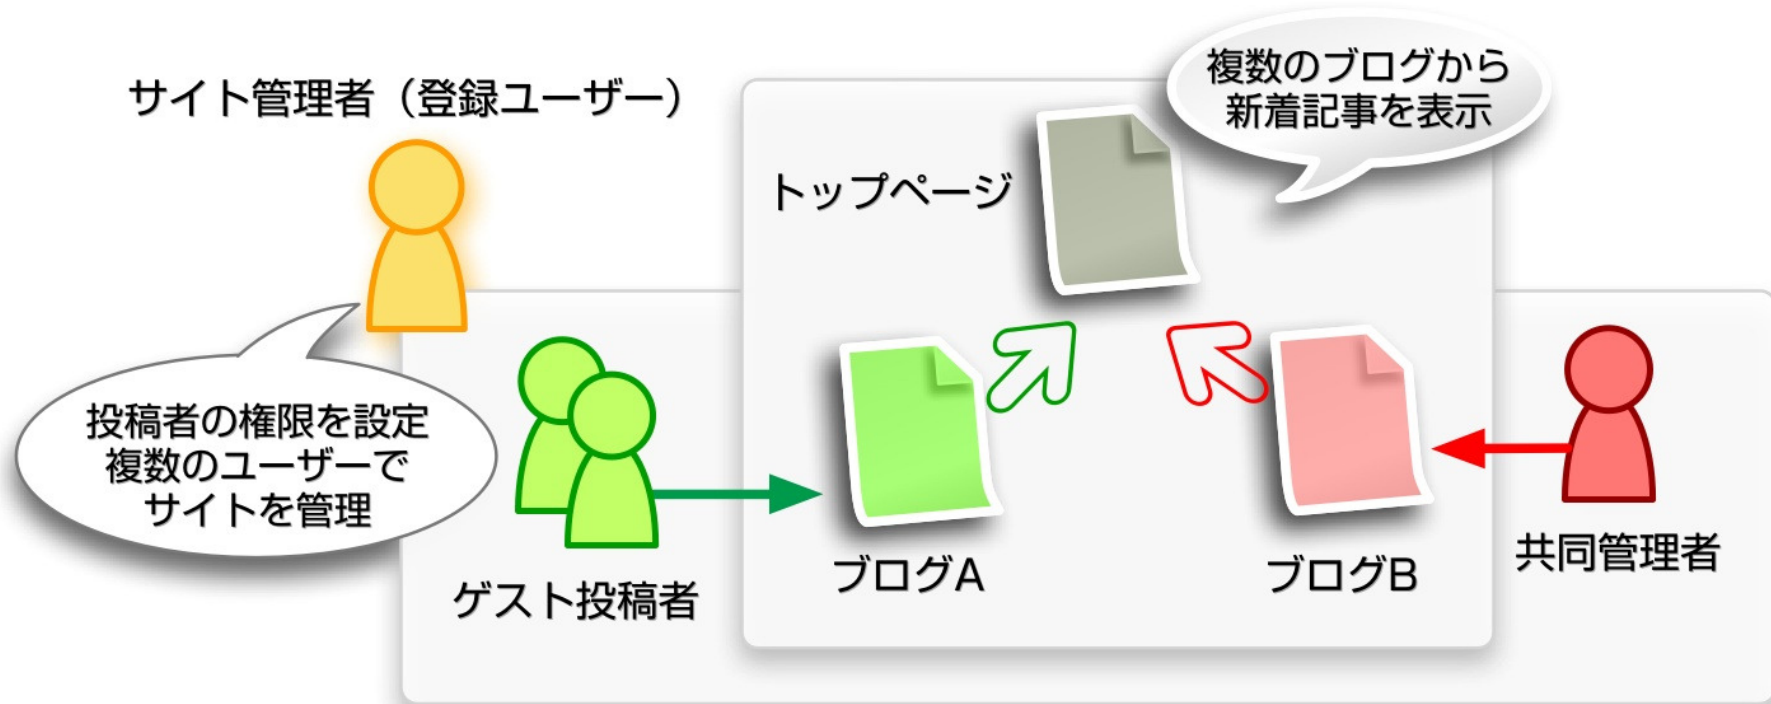 サイト管理者（登録ユーザー）
複数のブログから
新着記事を表示
トップページ
投稿者の権限を設定
複数のユーザーで
サイトを管理
ゲスト投稿者
ブログA
ブログB
共同管理者